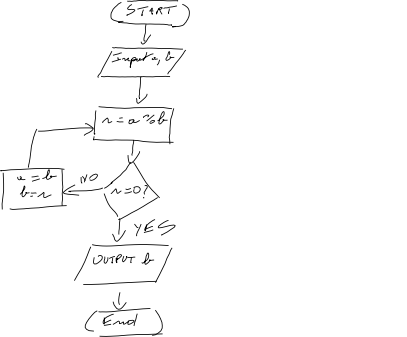 START
Input a, b
r = a % b
r=0?
NO
a = b
b = r
YES
OUTPUT b
End